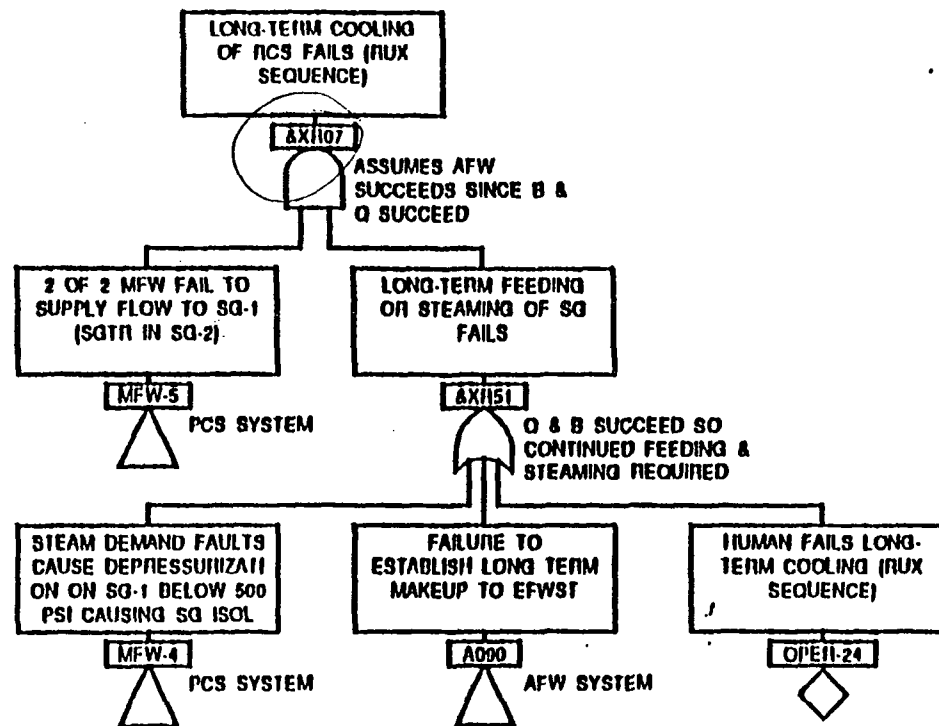 LONG-TERM COOLING
OF RCS FAILS (RUX
SEQUENCE)
&XR07
ASSUMES AFW
SUCCEEDS SINCE B &
Q SUCCEED
2 OF 2 MFW FAIL TO
SUPPLY FLOW TO SG-1
(SGTR IN SG-2)
LONG-TERM FEEDING
OR STEAMING OF SG
FAILS
MFW-5
PCS SYSTEM
&XR51
Q & B SUCCEED SO
CONTINUED FEEDING &
STEAMING REQUIRED
STEAM DEMAND FAULTS
CAUSE DEPRESSURIZATI
ON ON SG-1 BELOW 500
PSI CAUSING SG ISOL
FAILURE TO
ESTABLISH LONG TERM
MAKEUP TO EFWST
HUMAN FAILS LONG-
TERM COOLING (RUX
SEQUENCE)
MFW-4
PCS SYSTEM
AFW SYSTEM
OPER-24